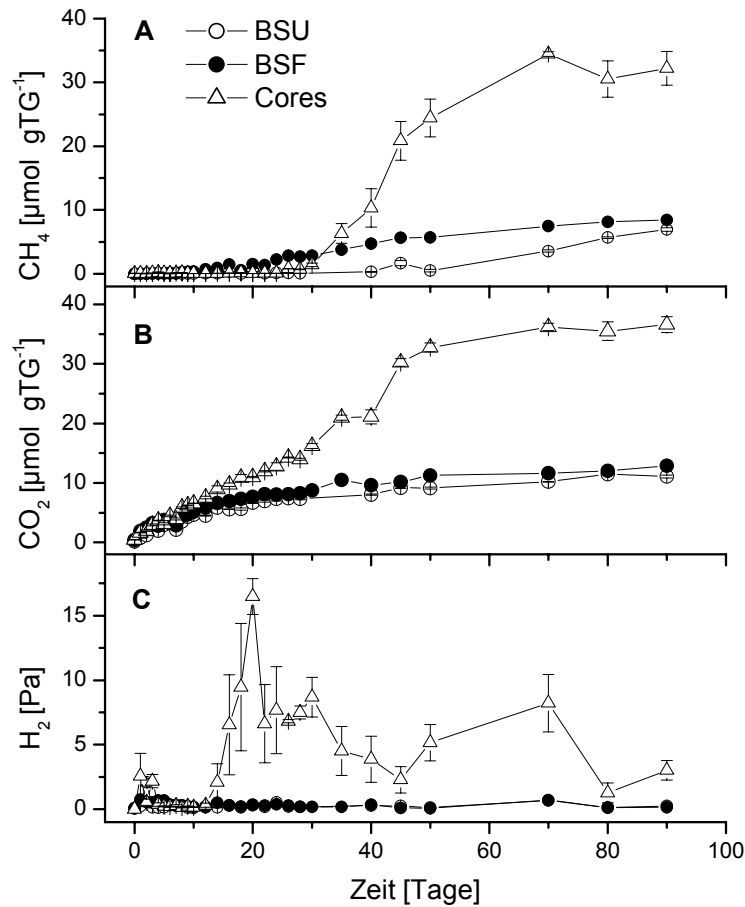 A
BSU
BSF
Cores
40
30
20
10
0
CH₄ [µmol gTG⁻¹]
B
40
30
20
10
0
CO₂ [µmol gTG⁻¹]
C
15
10
5
0
H₂ [Pa]
0 20 40 60 80 100
Zeit [Tage]